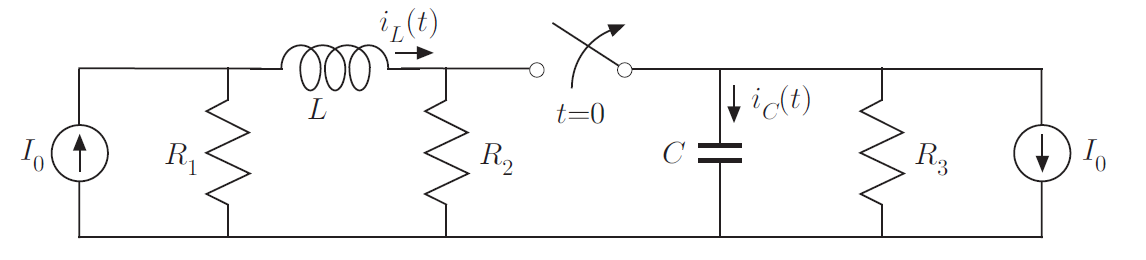 i_L(t)
L
t=0
i_C(t)
I_0
R_1
R_2
C
R_3
I_0